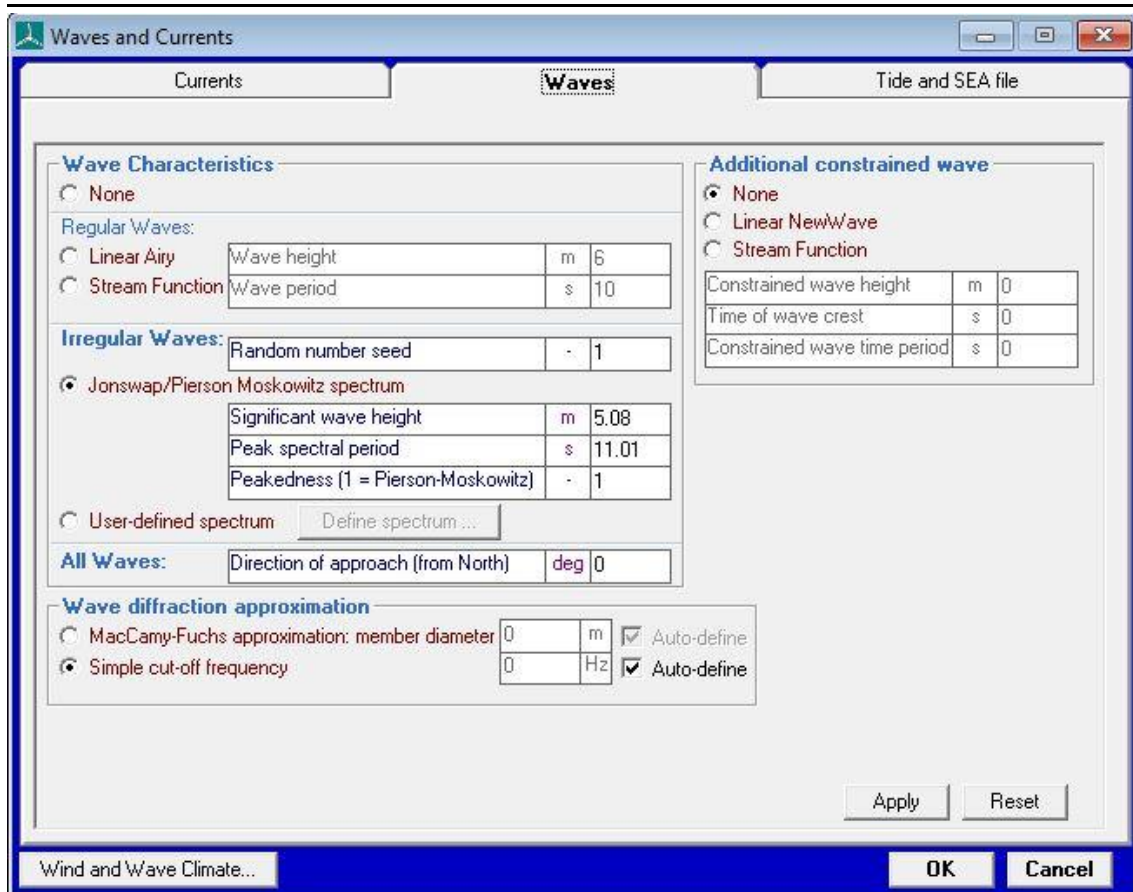 Waves and Currents
Currents
Waves
Tide and SEA file
Wave Characteristics
None
Regular Waves:
Linear Airy
Wave height m 6
Stream Function
Wave period s 10
Irregular Waves:
Random number seed - 1
Jonswap/Pierson Moskowitz spectrum
Significant wave height m 5.08
Peak spectral period s 11.01
Peakedness (1 = Pierson-Moskowitz) - 1
User-defined spectrum
Define spectrum ...
All Waves:
Direction of approach (from North) deg 0
Additional constrained wave
None
Linear NewWave
Stream Function
Constrained wave height m 0
Time of wave crest s 0
Constrained wave time period s 0
Wave diffraction approximation
MacCamy-Fuchs approximation: member diameter 0 m Auto-define
Simple cut-off frequency 0 Hz Auto-define
Apply
Reset
Wind and Wave Climate...
OK
Cancel